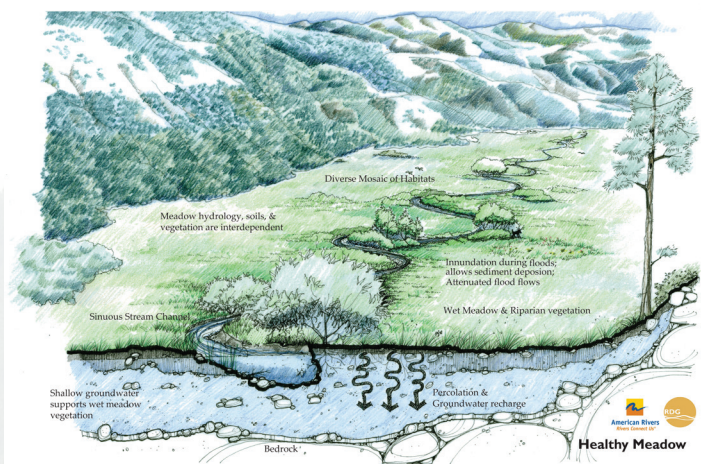 Diverse Mosaic of Habitats
Meadow hydrology, soils, &
vegetation are interdependent
Innundation during floods;
allows sediment deposion;
Attenuated flood flows
Sinuous Stream Channel
Wet Meadow & Riparian vegetation
Shallow groundwater
supports wet meadow
vegetation
Percolation &
Groundwater recharge
Bedrock
American Rivers
Rivers Connect Us®
RDG
Healthy Meadow